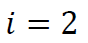 i = 2